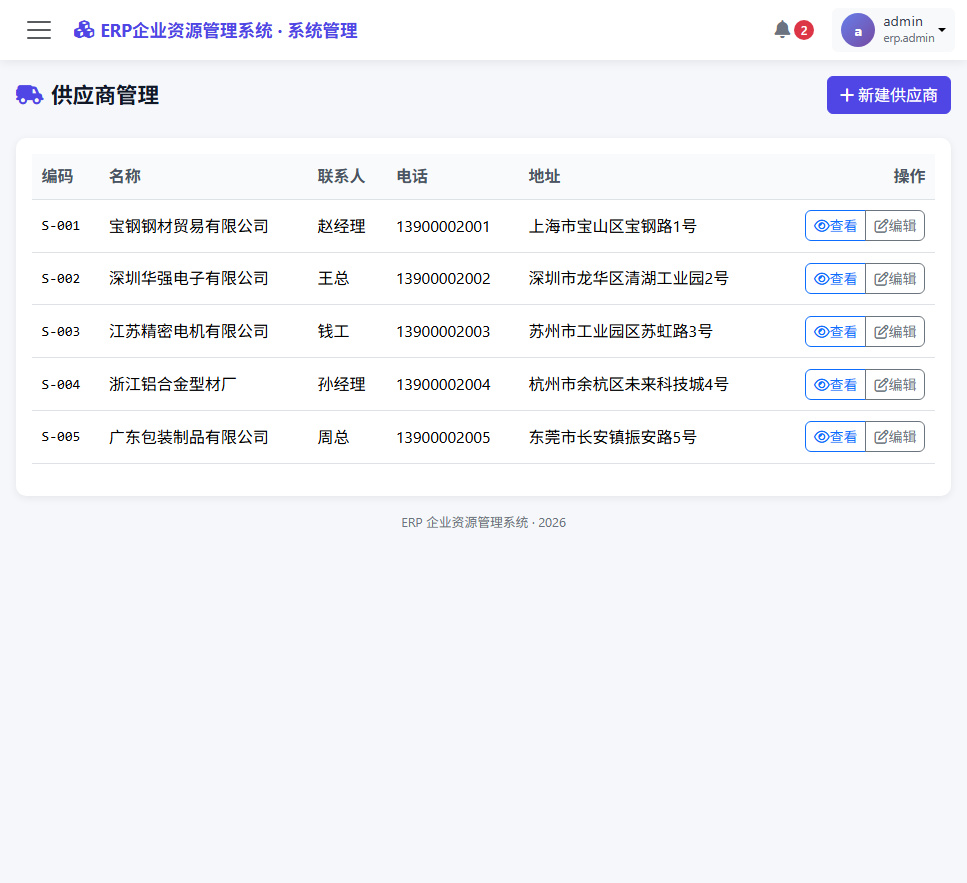 ERP企业资源管理系统 · 系统管理
2
a
admin
erp.admin
供应商管理
新建供应商
编码 名称 联系人 电话 地址 操作
S-001 宝钢钢材贸易有限公司 赵经理 13900002001 上海市宝山区宝钢路1号 查看 编辑
S-002 深圳华强电子有限公司 王总 13900002002 深圳市龙华区清湖工业园2号 查看 编辑
S-003 江苏精密电机有限公司 钱工 13900002003 苏州市工业园区苏虹路3号 查看 编辑
S-004 浙江铝合金型材厂 孙经理 13900002004 杭州市余杭区未来科技城4号 查看 编辑
S-005 广东包装制品有限公司 周总 13900002005 东莞市长安镇振安路5号 查看 编辑
ERP 企业资源管理系统 · 2026